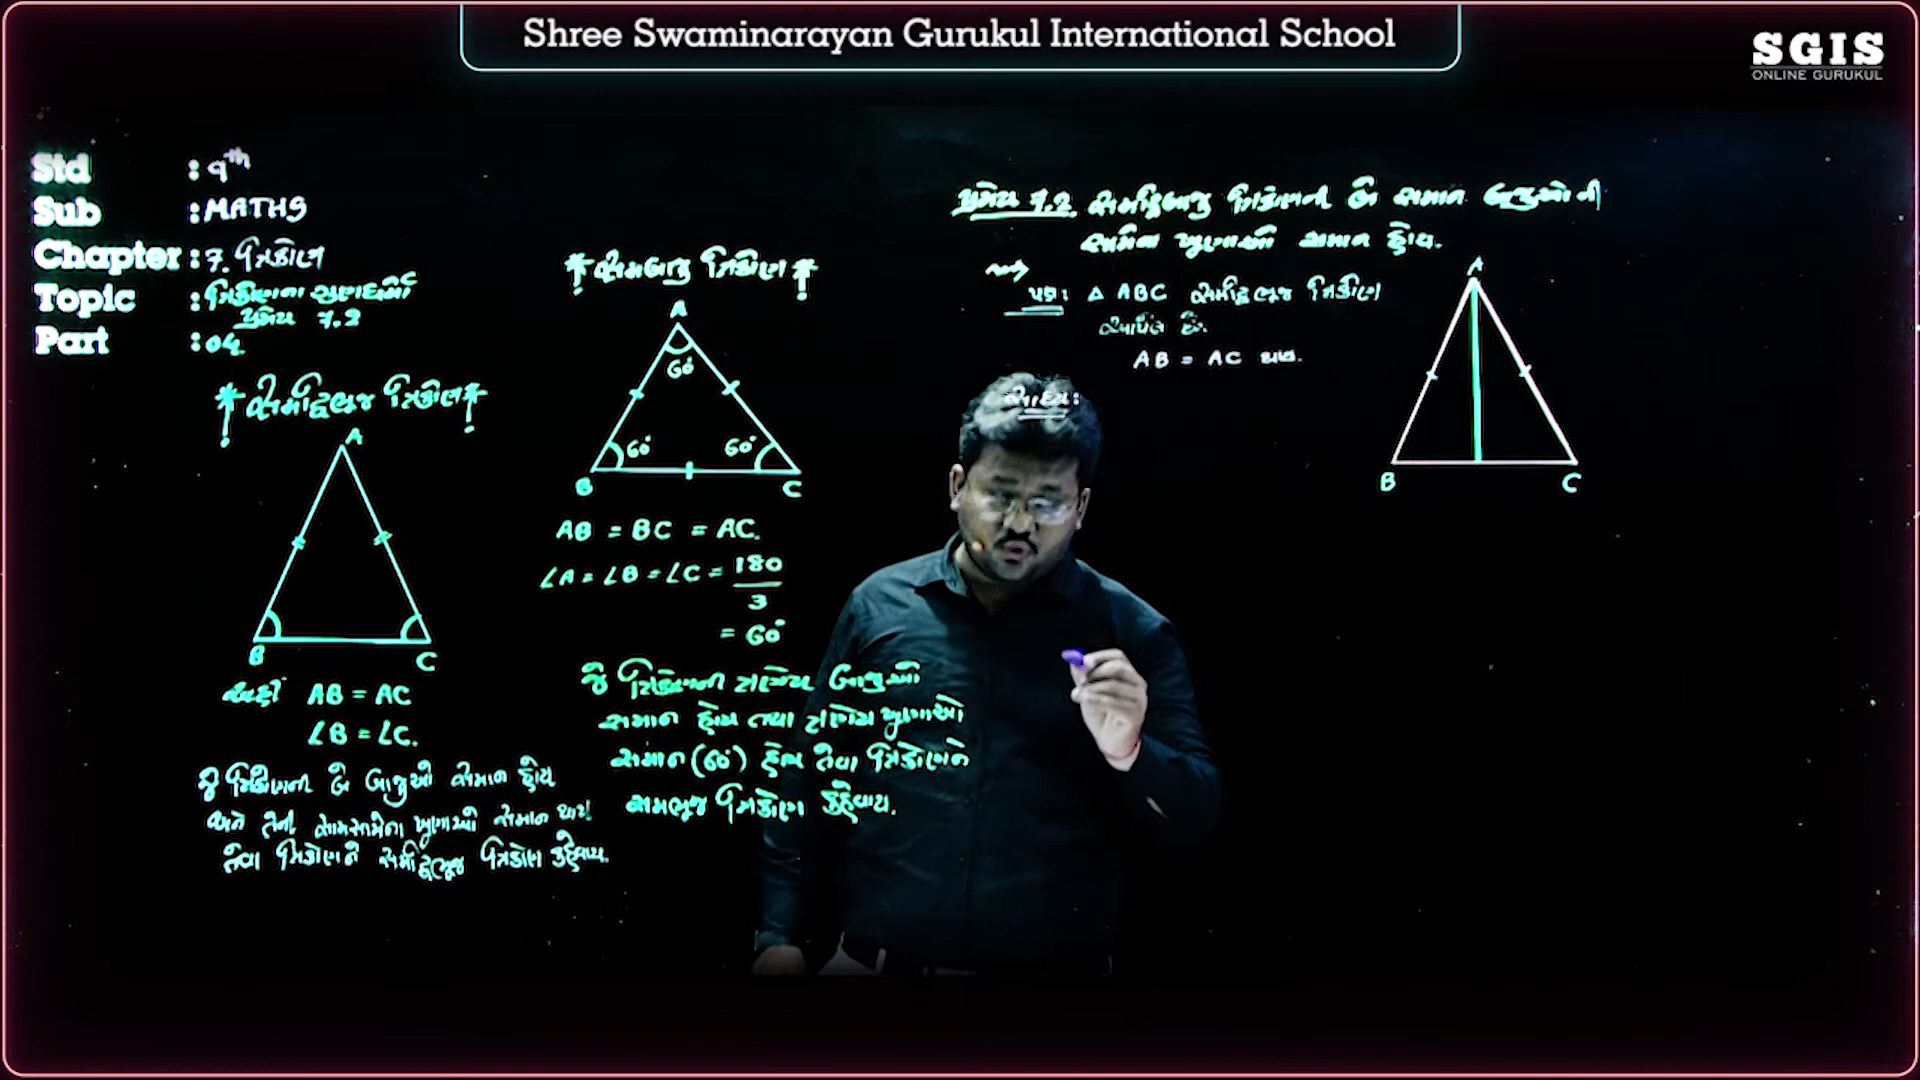 Shree Swaminarayan Gurukul International School
SGIS
ONLINE GURUKUL
Std : 9th
Sub : MATHS
Chapter : 7. ત્રિકોણ
Topic : ત્રિકોણના ગુણધર્મો
પ્રમેય 7.2
Part : 04
* સમદ્વિભુજ ત્રિકોણ *
A
B
C
અહીં AB = AC
∠B = ∠C.
જે ત્રિકોણની બે બાજુઓ સમાન હોય
અને તેની સામસામેના ખૂણાઓ સમાન થાય
તેવા ત્રિકોણને સમદ્વિભુજ ત્રિકોણ કહેવાય.
* સમબાજુ ત્રિકોણ *
A
60°
60°
60°
B
C
AB = BC = AC.
∠A = ∠B = ∠C = 180
3
= 60°
જે ત્રિકોણની ત્રણેય બાજુઓ
સમાન હોય તથા ત્રણેય ખૂણાઓ
સમાન (60°) હોય તેવા ત્રિકોણને
સમભુજ ત્રિકોણ કહેવાય.
પ્રમેય 7.2 સમદ્વિબાજુ ત્રિકોણની બે સમાન બાજુઓની
સામેના ખૂણાઓ સમાન હોય.
પક્ષ: △ ABC સમદ્વિભુજ ત્રિકોણ
આપેલ છે.
AB = AC થાય.
સાધ્ય:
A
B
C